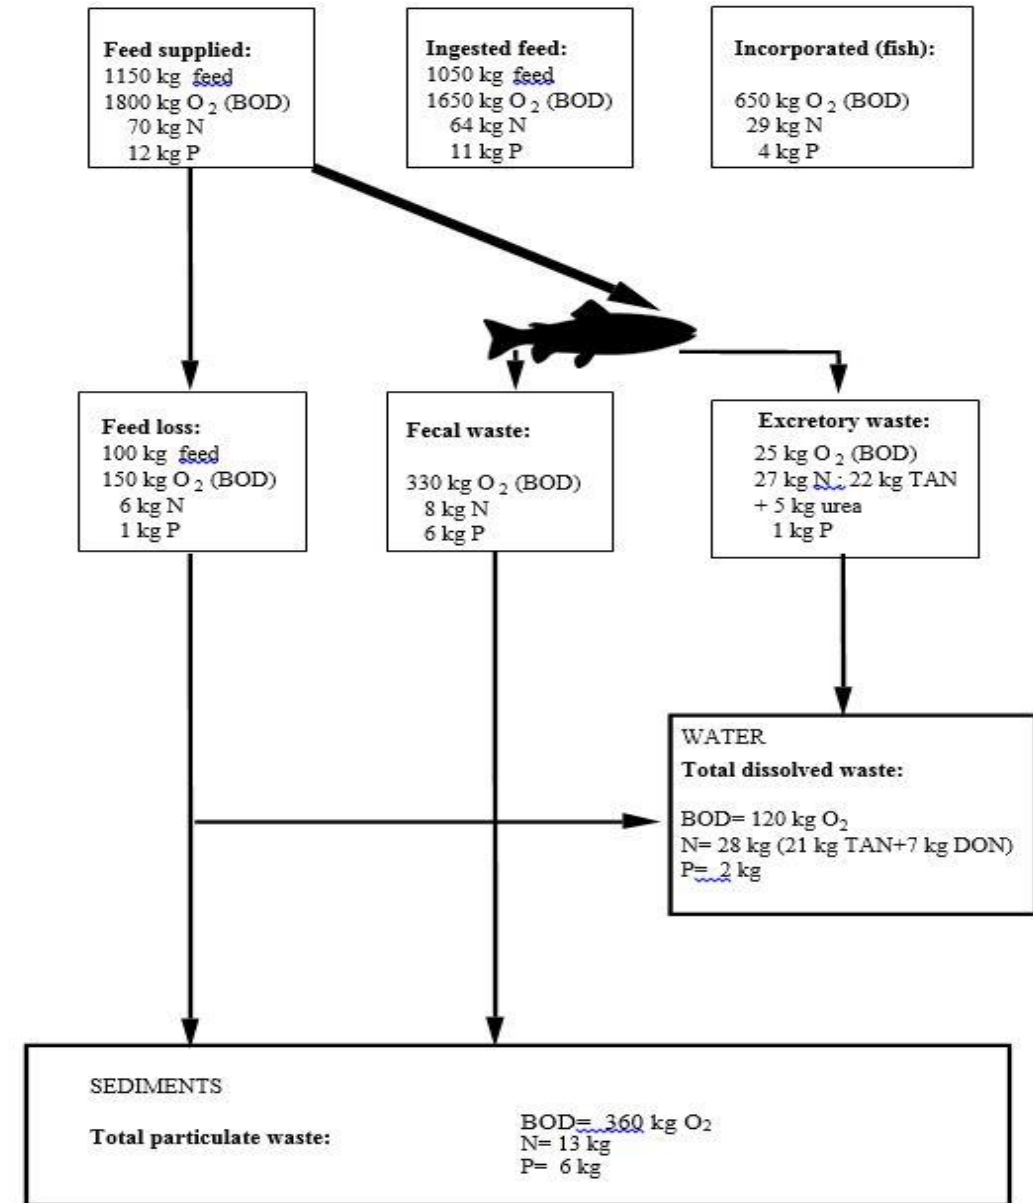 Feed supplied:
1150 kg feed
1800 kg O2 (BOD)
70 kg N
12 kg P
Ingested feed:
1050 kg feed
1650 kg O2 (BOD)
64 kg N
11 kg P
Incorporated (fish):
650 kg O2 (BOD)
29 kg N
4 kg P
Feed loss:
100 kg feed
150 kg O2 (BOD)
6 kg N
1 kg P
Fecal waste:
330 kg O2 (BOD)
8 kg N
6 kg P
Excretory waste:
25 kg O2 (BOD)
27 kg N : 22 kg TAN
+ 5 kg urea
1 kg P
WATER
Total dissolved waste:
BOD= 120 kg O2
N= 28 kg (21 kg TAN+7 kg DON)
P= 2 kg
SEDIMENTS
Total particulate waste:
BOD= 360 kg O2
N= 13 kg
P= 6 kg